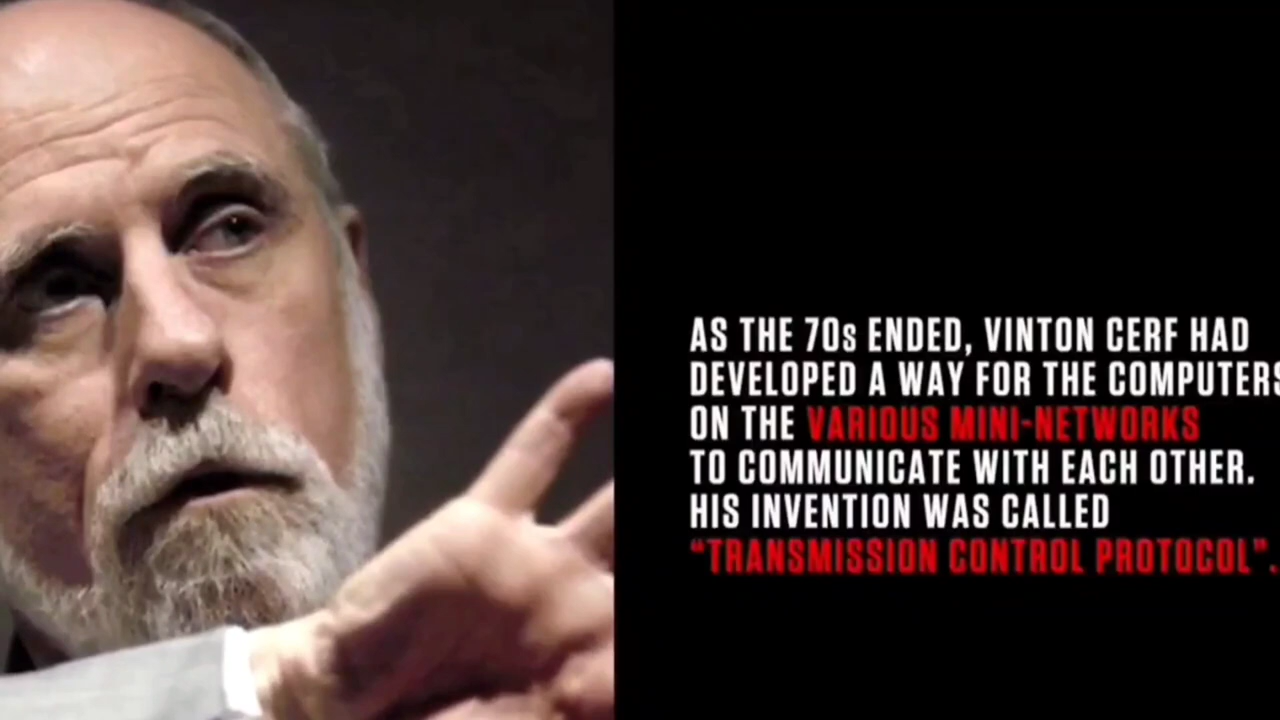 AS THE 70s ENDED, VINTON CERF HAD
DEVELOPED A WAY FOR THE COMPUTERS
ON THE VARIOUS MINI-NETWORKS
TO COMMUNICATE WITH EACH OTHER.
HIS INVENTION WAS CALLED
“TRANSMISSION CONTROL PROTOCOL”.